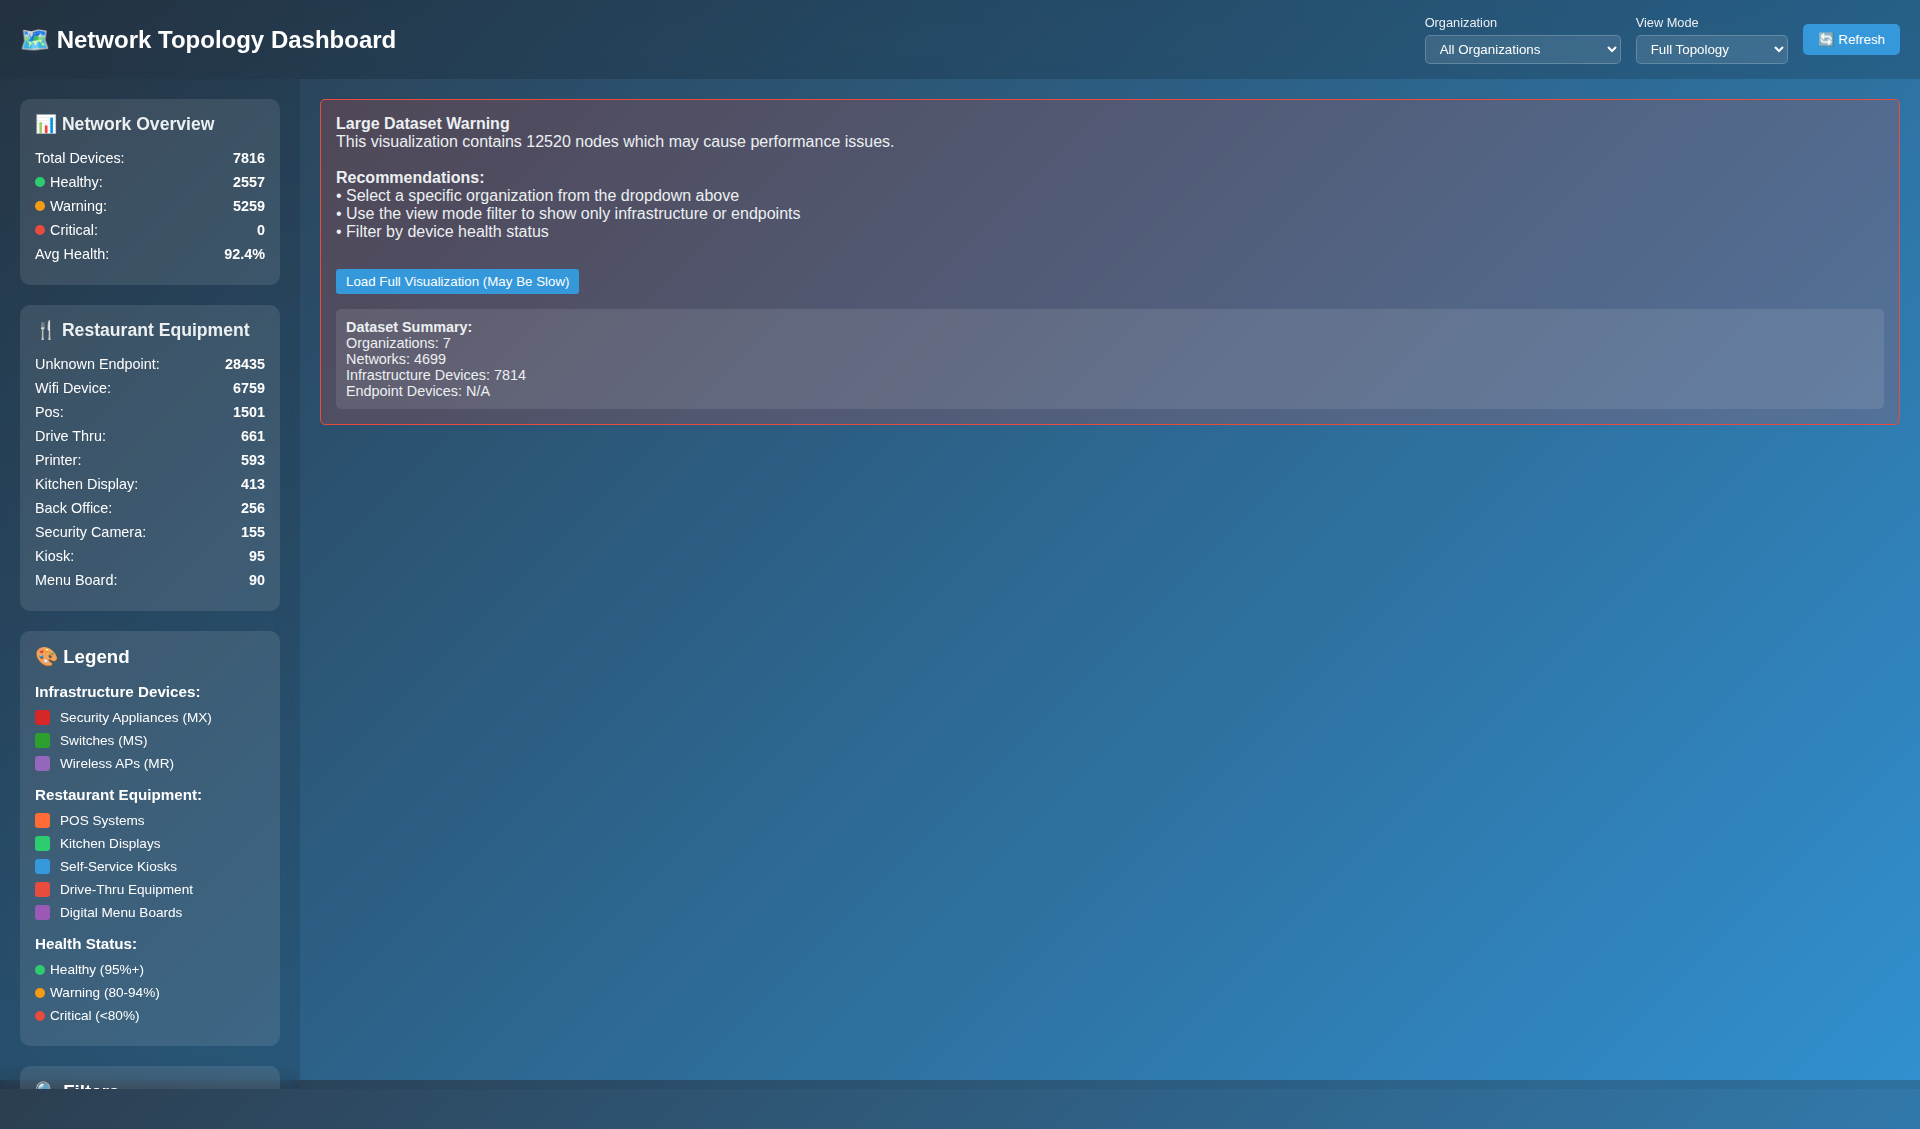 Network Topology Dashboard
Organization
All Organizations
View Mode
Full Topology
Refresh
Network Overview
Total Devices: 7816
Healthy: 2557
Warning: 5259
Critical: 0
Avg Health: 92.4%
Restaurant Equipment
Unknown Endpoint: 28435
Wifi Device: 6759
Pos: 1501
Drive Thru: 661
Printer: 593
Kitchen Display: 413
Back Office: 256
Security Camera: 155
Kiosk: 95
Menu Board: 90
Legend
Infrastructure Devices:
Security Appliances (MX)
Switches (MS)
Wireless APs (MR)
Restaurant Equipment:
POS Systems
Kitchen Displays
Self-Service Kiosks
Drive-Thru Equipment
Digital Menu Boards
Health Status:
Healthy (95%+)
Warning (80-94%)
Critical (<80%)
Filters
Large Dataset Warning
This visualization contains 12520 nodes which may cause performance issues.
Recommendations:
• Select a specific organization from the dropdown above
• Use the view mode filter to show only infrastructure or endpoints
• Filter by device health status
Load Full Visualization (May Be Slow)
Dataset Summary:
Organizations: 7
Networks: 4699
Infrastructure Devices: 7814
Endpoint Devices: N/A